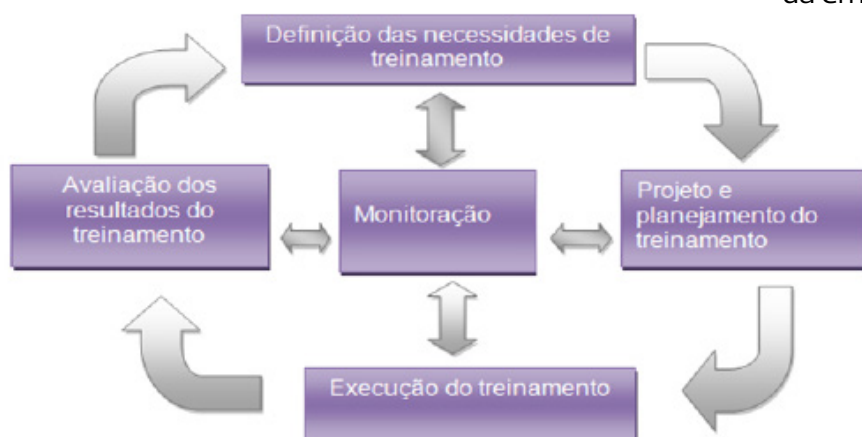 Definição das necessidades de
treinamento
Avaliação dos
resultados do
treinamento
Monitoração
Projeto e
planejamento do
treinamento
Execução do treinamento